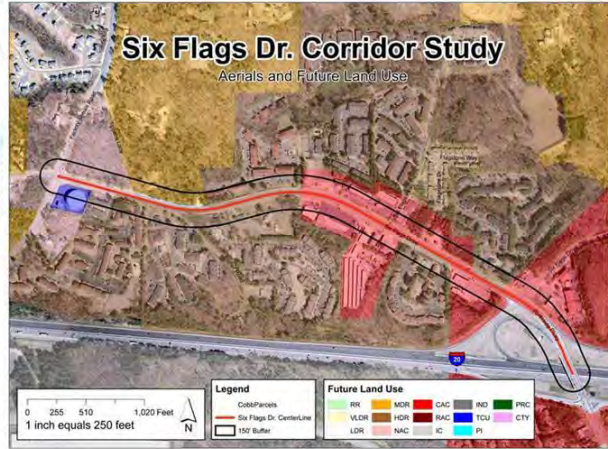 Six Flags Dr. Corridor Study
Aerials and Future Land Use
20
0 255 510 1,020 Feet
1 inch equals 250 feet
N
Legend
CobbParcels
Six Flags Dr. CenterLine
150' Buffer
Future Land Use
RR MDR CAC IND PRC
VLDR HDR RAC TCU CTY
LDR NAC IC PI